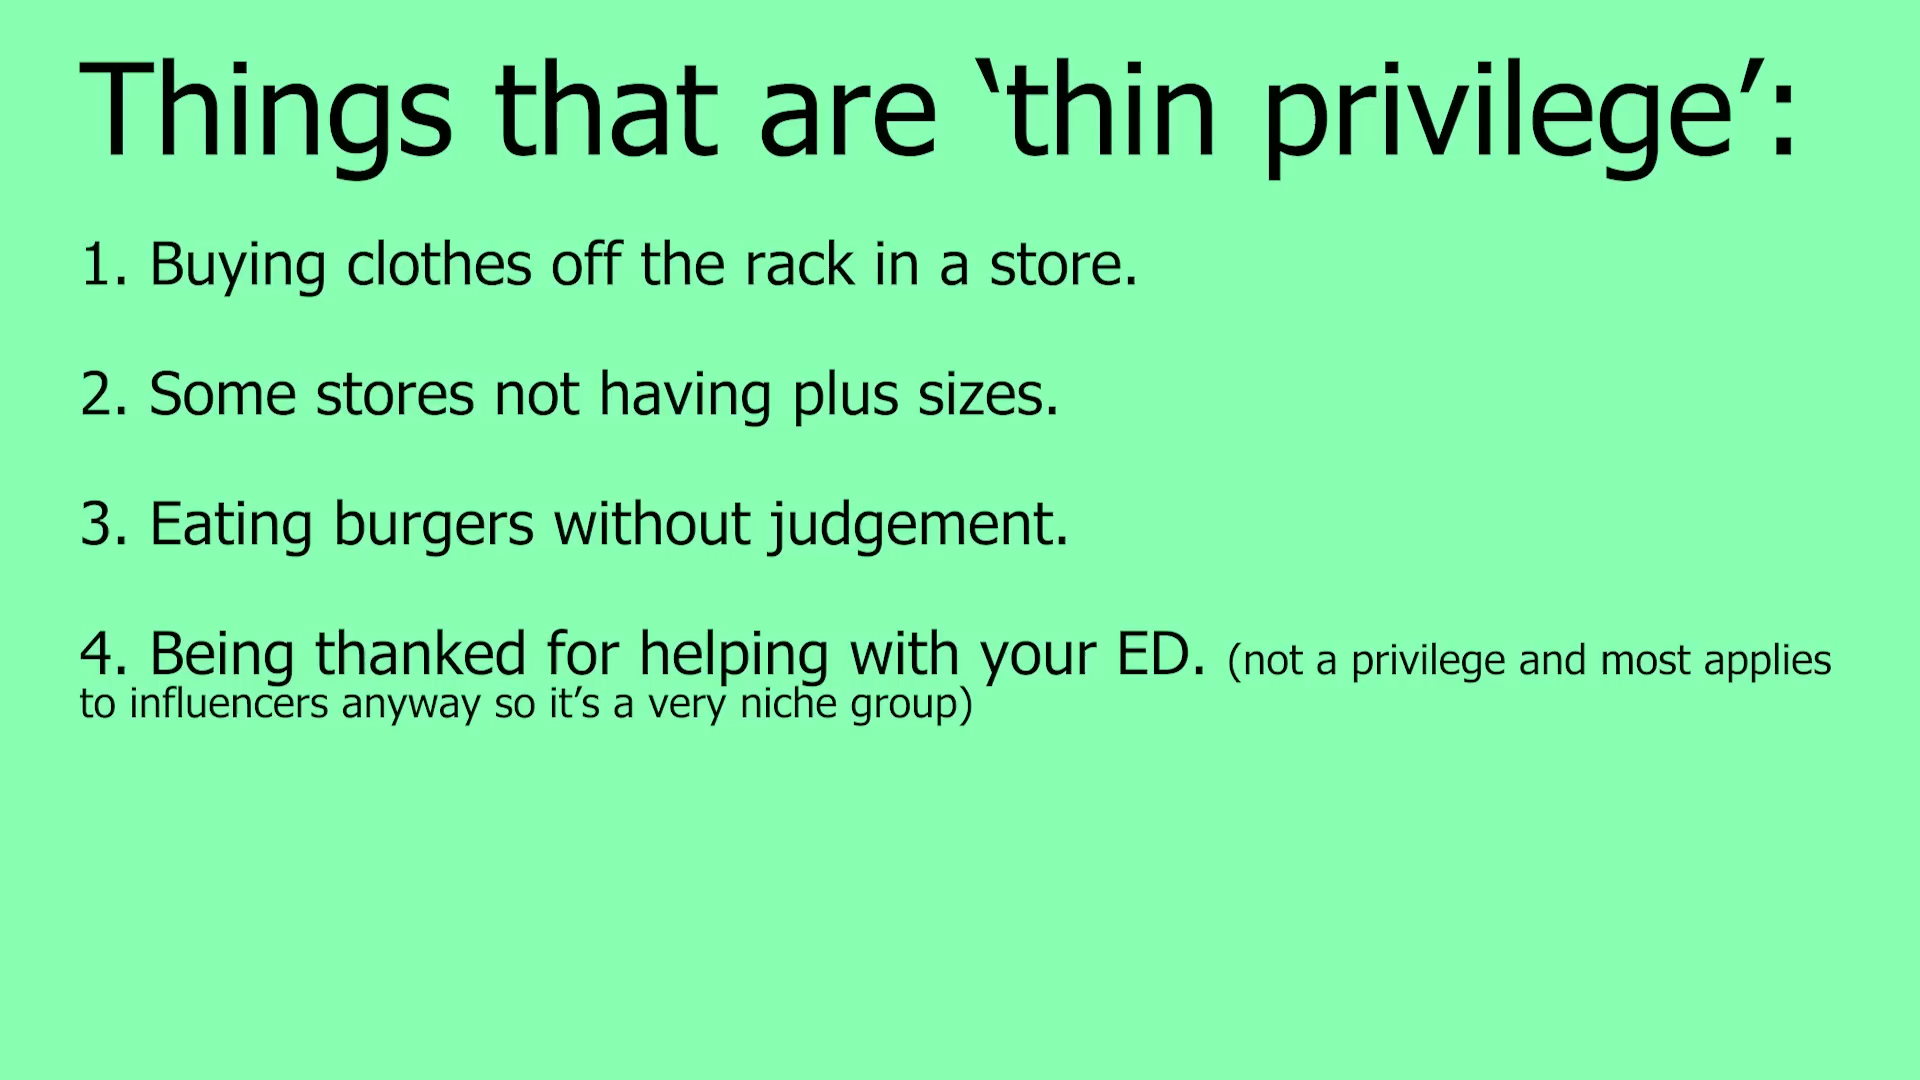 Things that are ‘thin privilege’:
1. Buying clothes off the rack in a store.
2. Some stores not having plus sizes.
3. Eating burgers without judgement.
4. Being thanked for helping with your ED. (not a privilege and most applies
to influencers anyway so it’s a very niche group)